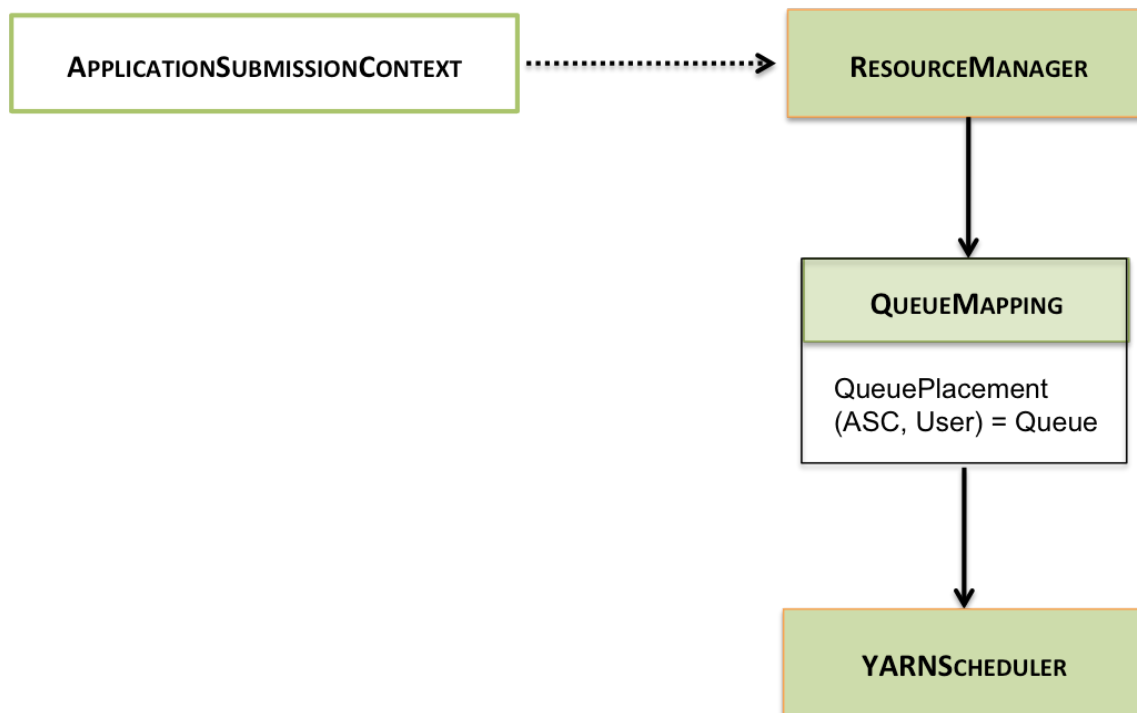 APPLICATIONSUBMISSIONCONTEXT
RESOURCEMANAGER
QUEUEMAPPING
QueuePlacement
(ASC, User) = Queue
YARNSCHEDULER